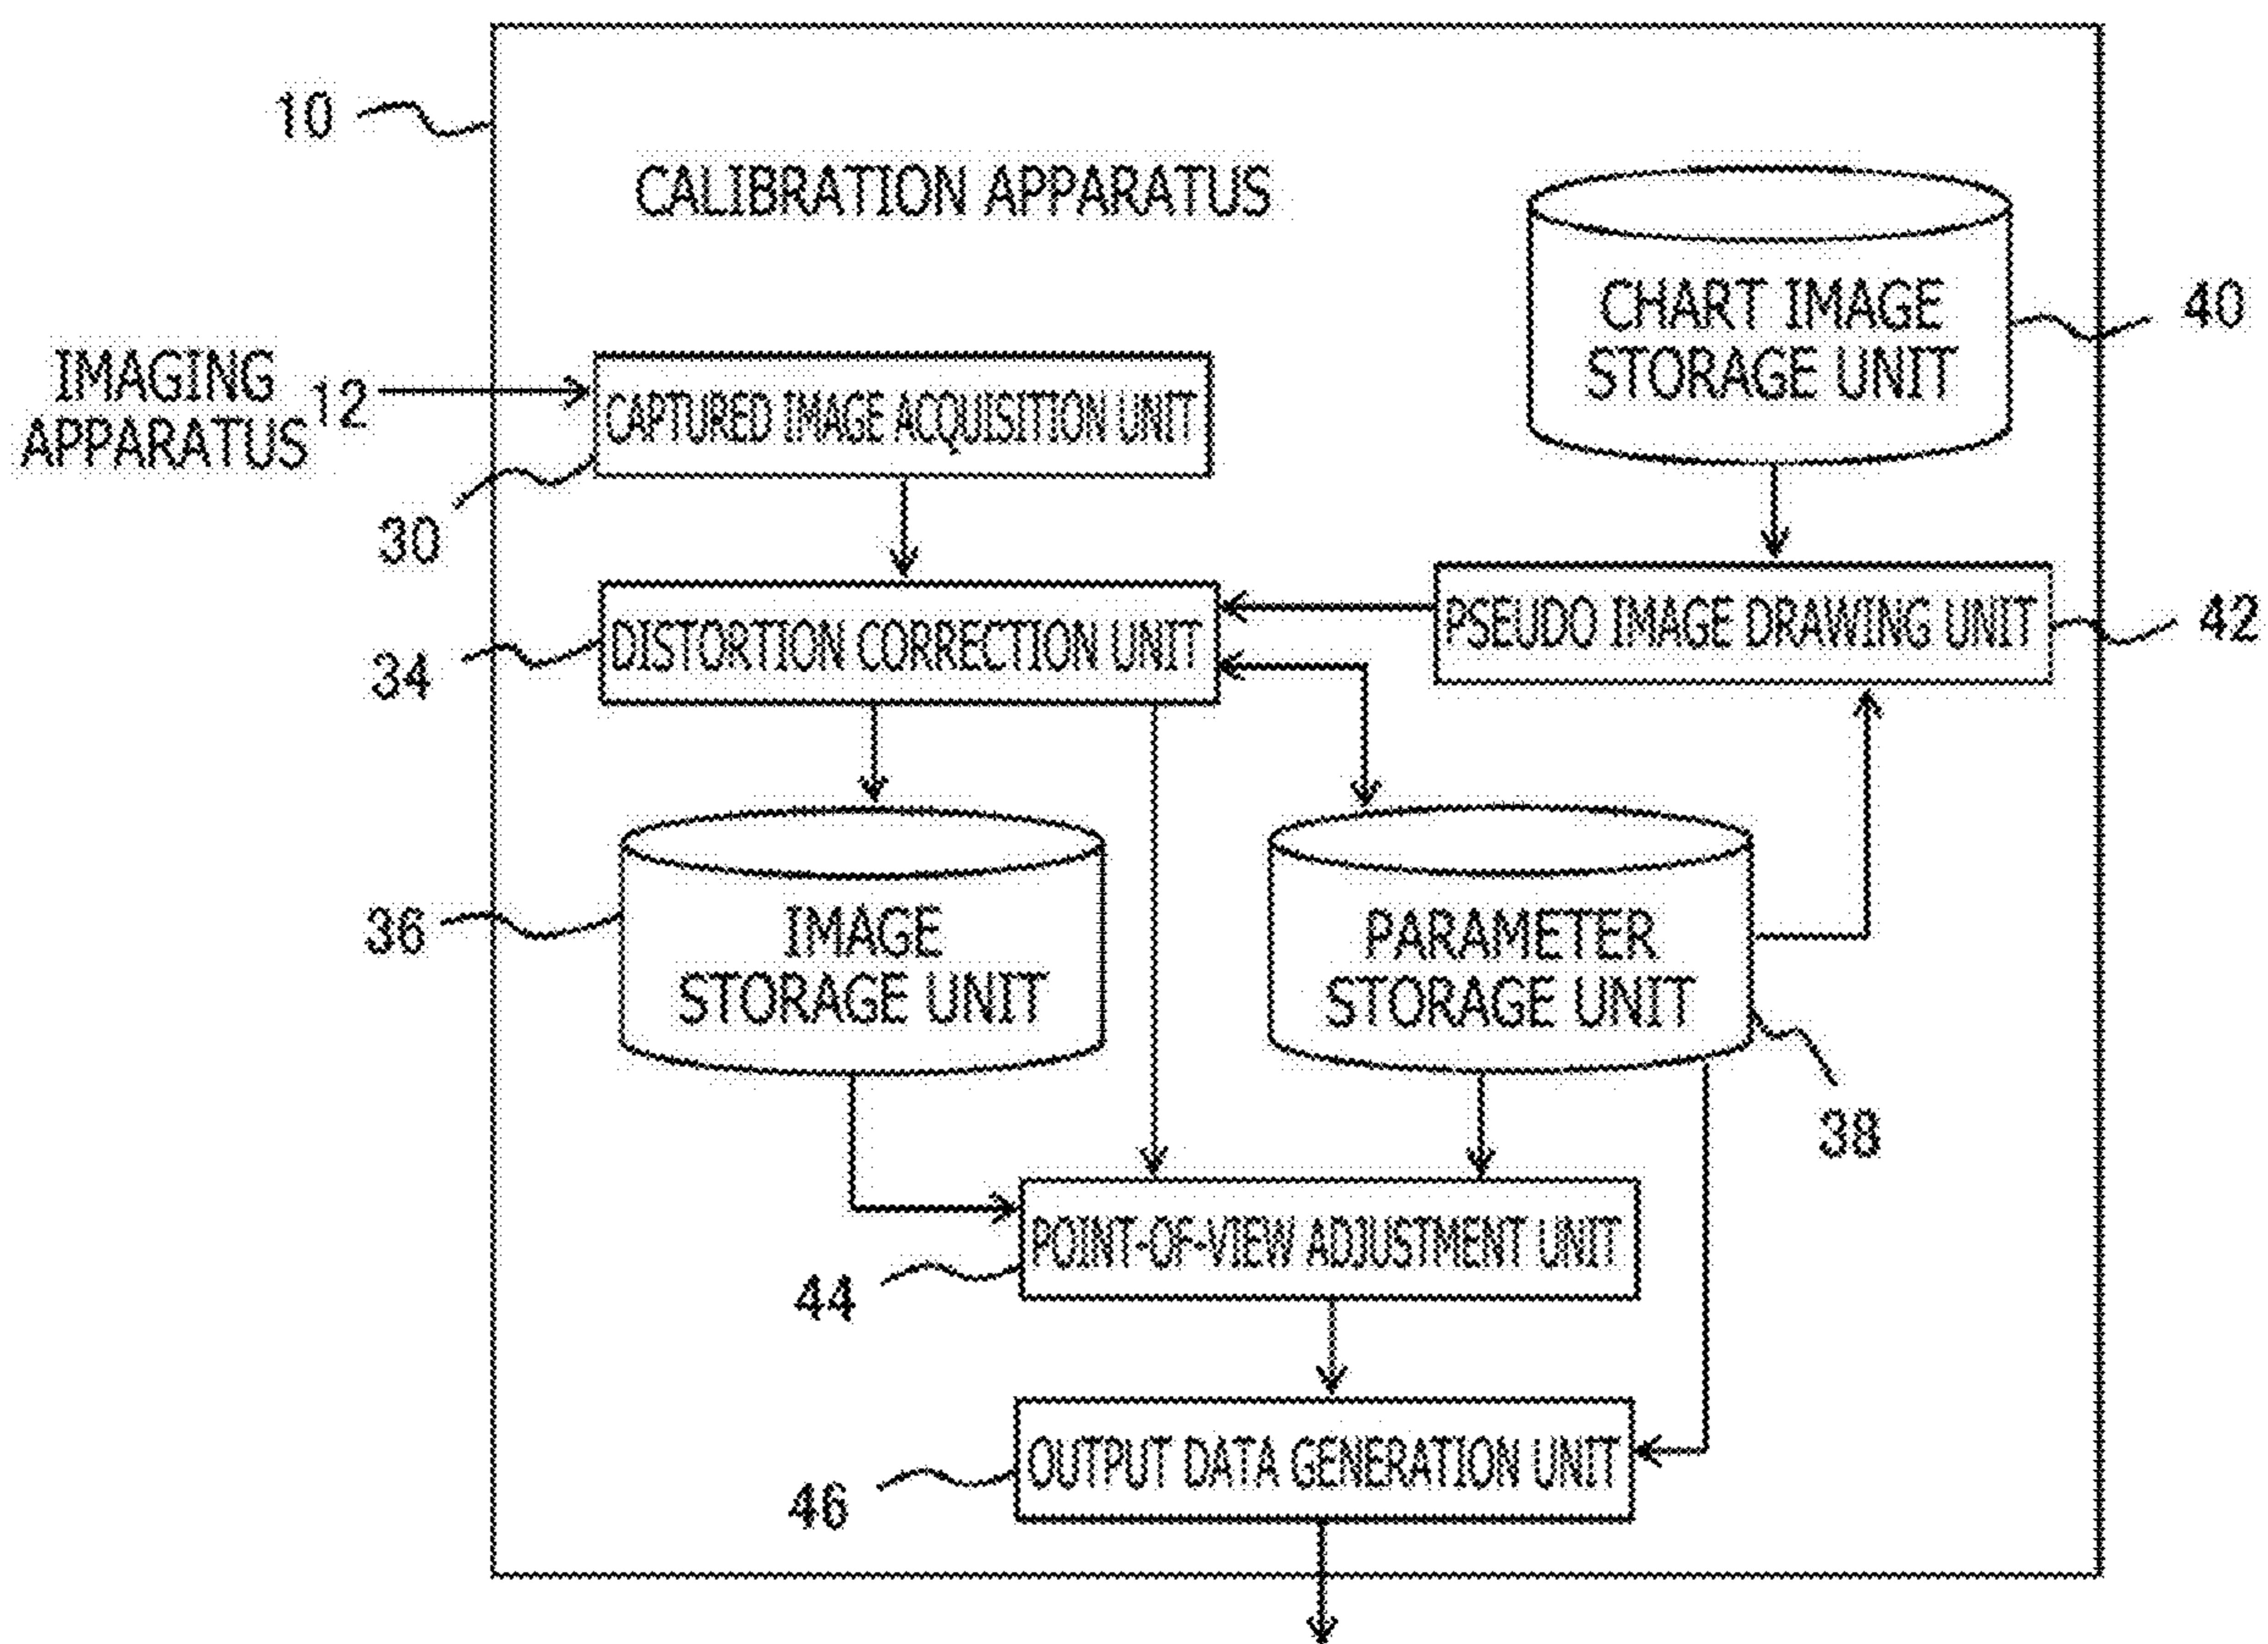 10
CALIBRATION APPARATUS
CHART IMAGE
STORAGE UNIT
40
IMAGING
APPARATUS 12
CAPTURED IMAGE ACQUISITION UNIT
30
DISTORTION CORRECTION UNIT
34
PSEUDO IMAGE DRAWING UNIT
42
36
IMAGE
STORAGE UNIT
PARAMETER
STORAGE UNIT
38
POINT-OF-VIEW ADJUSTMENT UNIT
44
OUTPUT DATA GENERATION UNIT
46